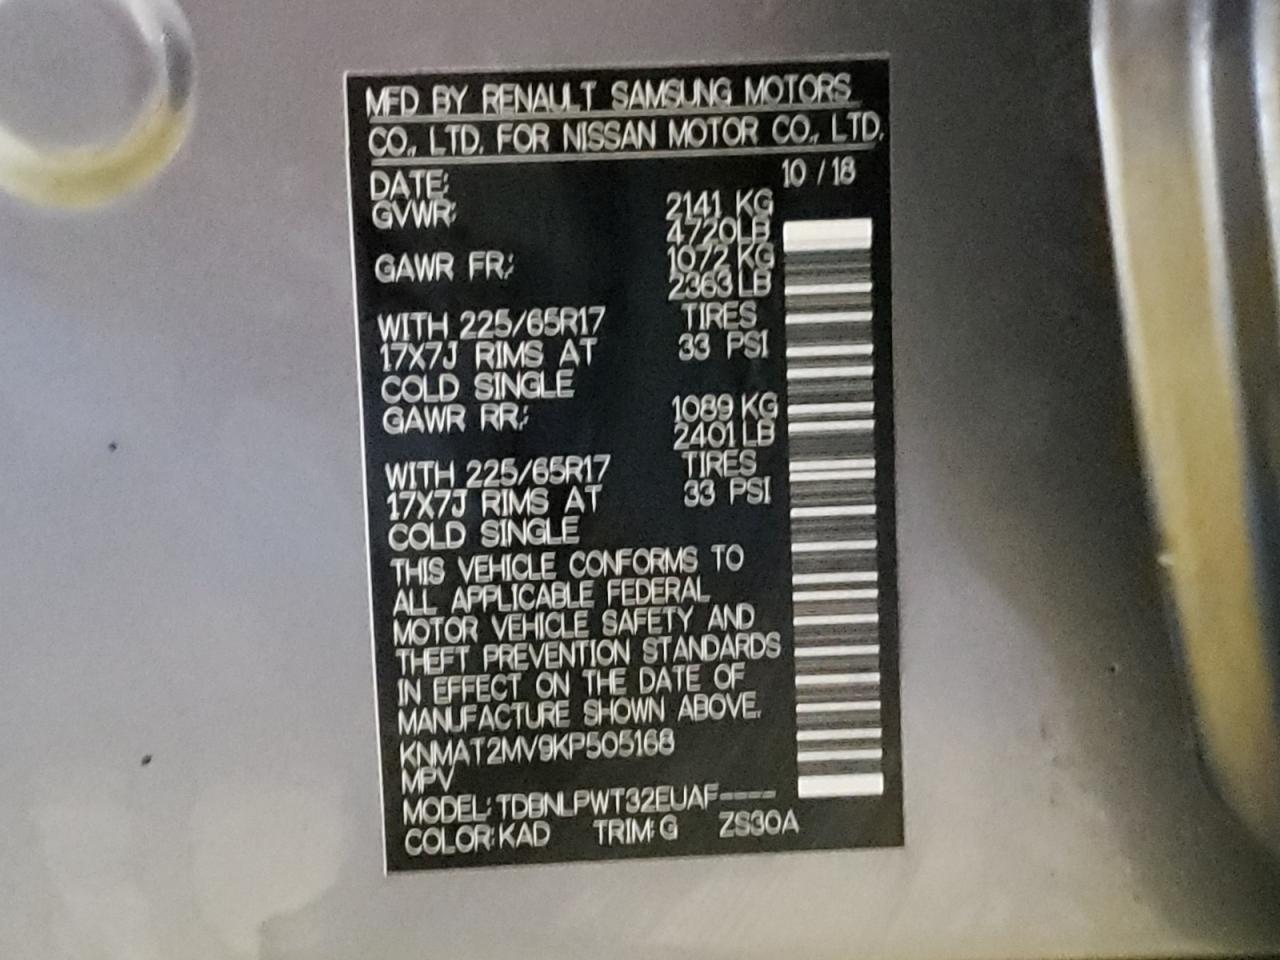 MFD BY RENAULT SAMSUNG MOTORS
CO., LTD. FOR NISSAN MOTOR CO., LTD.
DATE: 10 / 18
GVWR: 2141 KG
4720LB
GAWR FR: 1072 KG
2363 LB
WITH 225/65R17 TIRES
17X7J RIMS AT 33 PSI
COLD SINGLE
GAWR RR: 1089 KG
2401 LB
WITH 225/65R17 TIRES
17X7J RIMS AT 33 PSI
COLD SINGLE
THIS VEHICLE CONFORMS TO
ALL APPLICABLE FEDERAL
MOTOR VEHICLE SAFETY AND
THEFT PREVENTION STANDARDS
IN EFFECT ON THE DATE OF
MANUFACTURE SHOWN ABOVE.
KNMAT2MV9KP505168
MPV
MODEL: TDBNLPWT32EUAF----
COLOR:KAD TRIM:G ZS30A